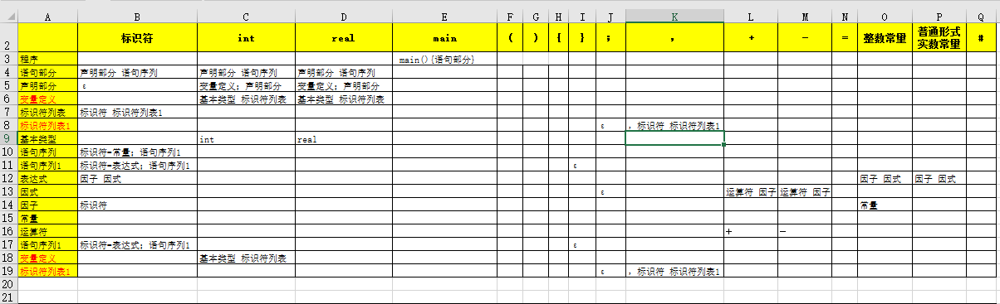 A B C D E F G H I J K L M N O P Q
2 标识符 int real main ( ) { } ; , + - = 整数常量 普通形式实数常量 #
3 程序 main(){语句部分}
4 语句部分 声明部分 语句序列 声明部分 语句序列 声明部分 语句序列
5 声明部分 ε 变量定义；声明部分 变量定义；声明部分
6 变量定义 基本类型 标识符列表 基本类型 标识符列表
7 标识符列表 标识符 标识符列表1
8 标识符列表1 ε ，标识符 标识符列表1
9 基本类型 int real
10 语句序列 标识符=常量；语句序列1
11 语句序列1 标识符=表达式；语句序列1 ε
12 表达式 因子 因式 因子 因式 因子 因式
13 因式 ε 运算符 因子 运算符 因子
14 因子 标识符 常量
15 常量
16 运算符 + -
17 语句序列1 标识符=表达式；语句序列1 ε
18 变量定义 基本类型 标识符列表
19 标识符列表1 ε ，标识符 标识符列表1
20
21